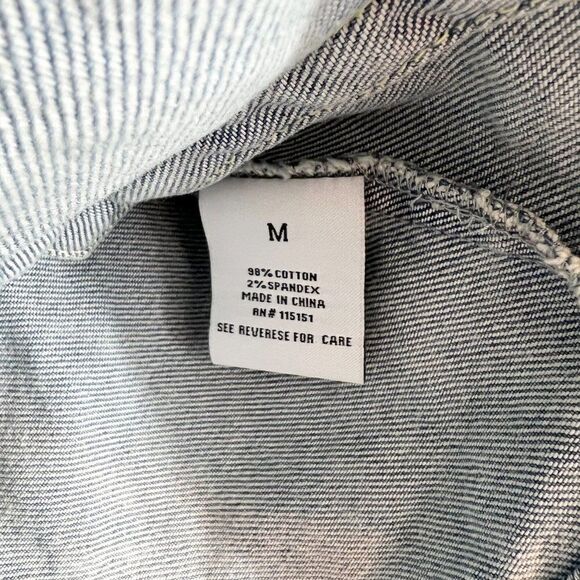 M
98% COTTON
2% SPANDEX
MADE IN CHINA
RN# 115151
SEE REVERESE FOR CARE